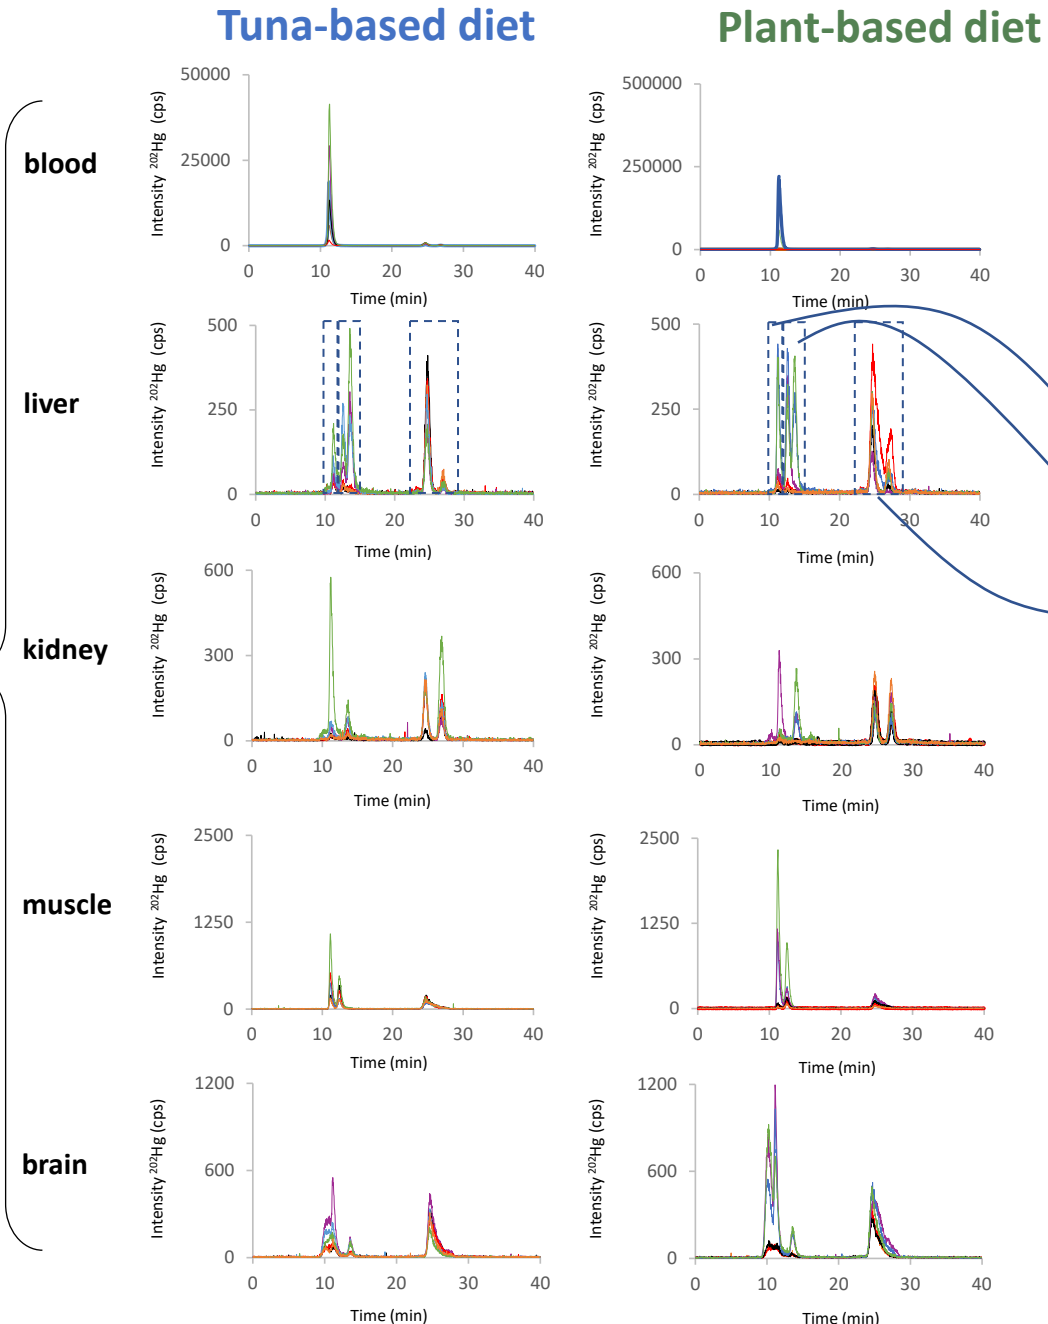 Tuna-based diet
Plant-based diet
blood
Intensity ²⁰²Hg (cps)
50000
25000
0
0 10 20 30 40
Time (min)
Intensity ²⁰²Hg (cps)
500000
250000
0
0 10 20 30 40
Time (min)
liver
Intensity ²⁰²Hg (cps)
500
250
0
0 10 20 30 40
Time (min)
Intensity ²⁰²Hg (cps)
500
250
0
0 10 20 30 40
Time (min)
kidney
Intensity ²⁰²Hg (cps)
600
300
0
0 10 20 30 40
Time (min)
Intensity ²⁰²Hg (cps)
600
300
0
0 10 20 30 40
Time (min)
muscle
Intensity ²⁰²Hg (cps)
2500
1250
0
0 10 20 30 40
Time (min)
Intensity ²⁰²Hg (cps)
2500
1250
0
0 10 20 30 40
Time (min)
brain
Intensity ²⁰²Hg (cps)
1200
600
0
0 10 20 30 40
Time (min)
Intensity ²⁰²Hg (cps)
1200
600
0
0 10 20 30 40
Time (min)